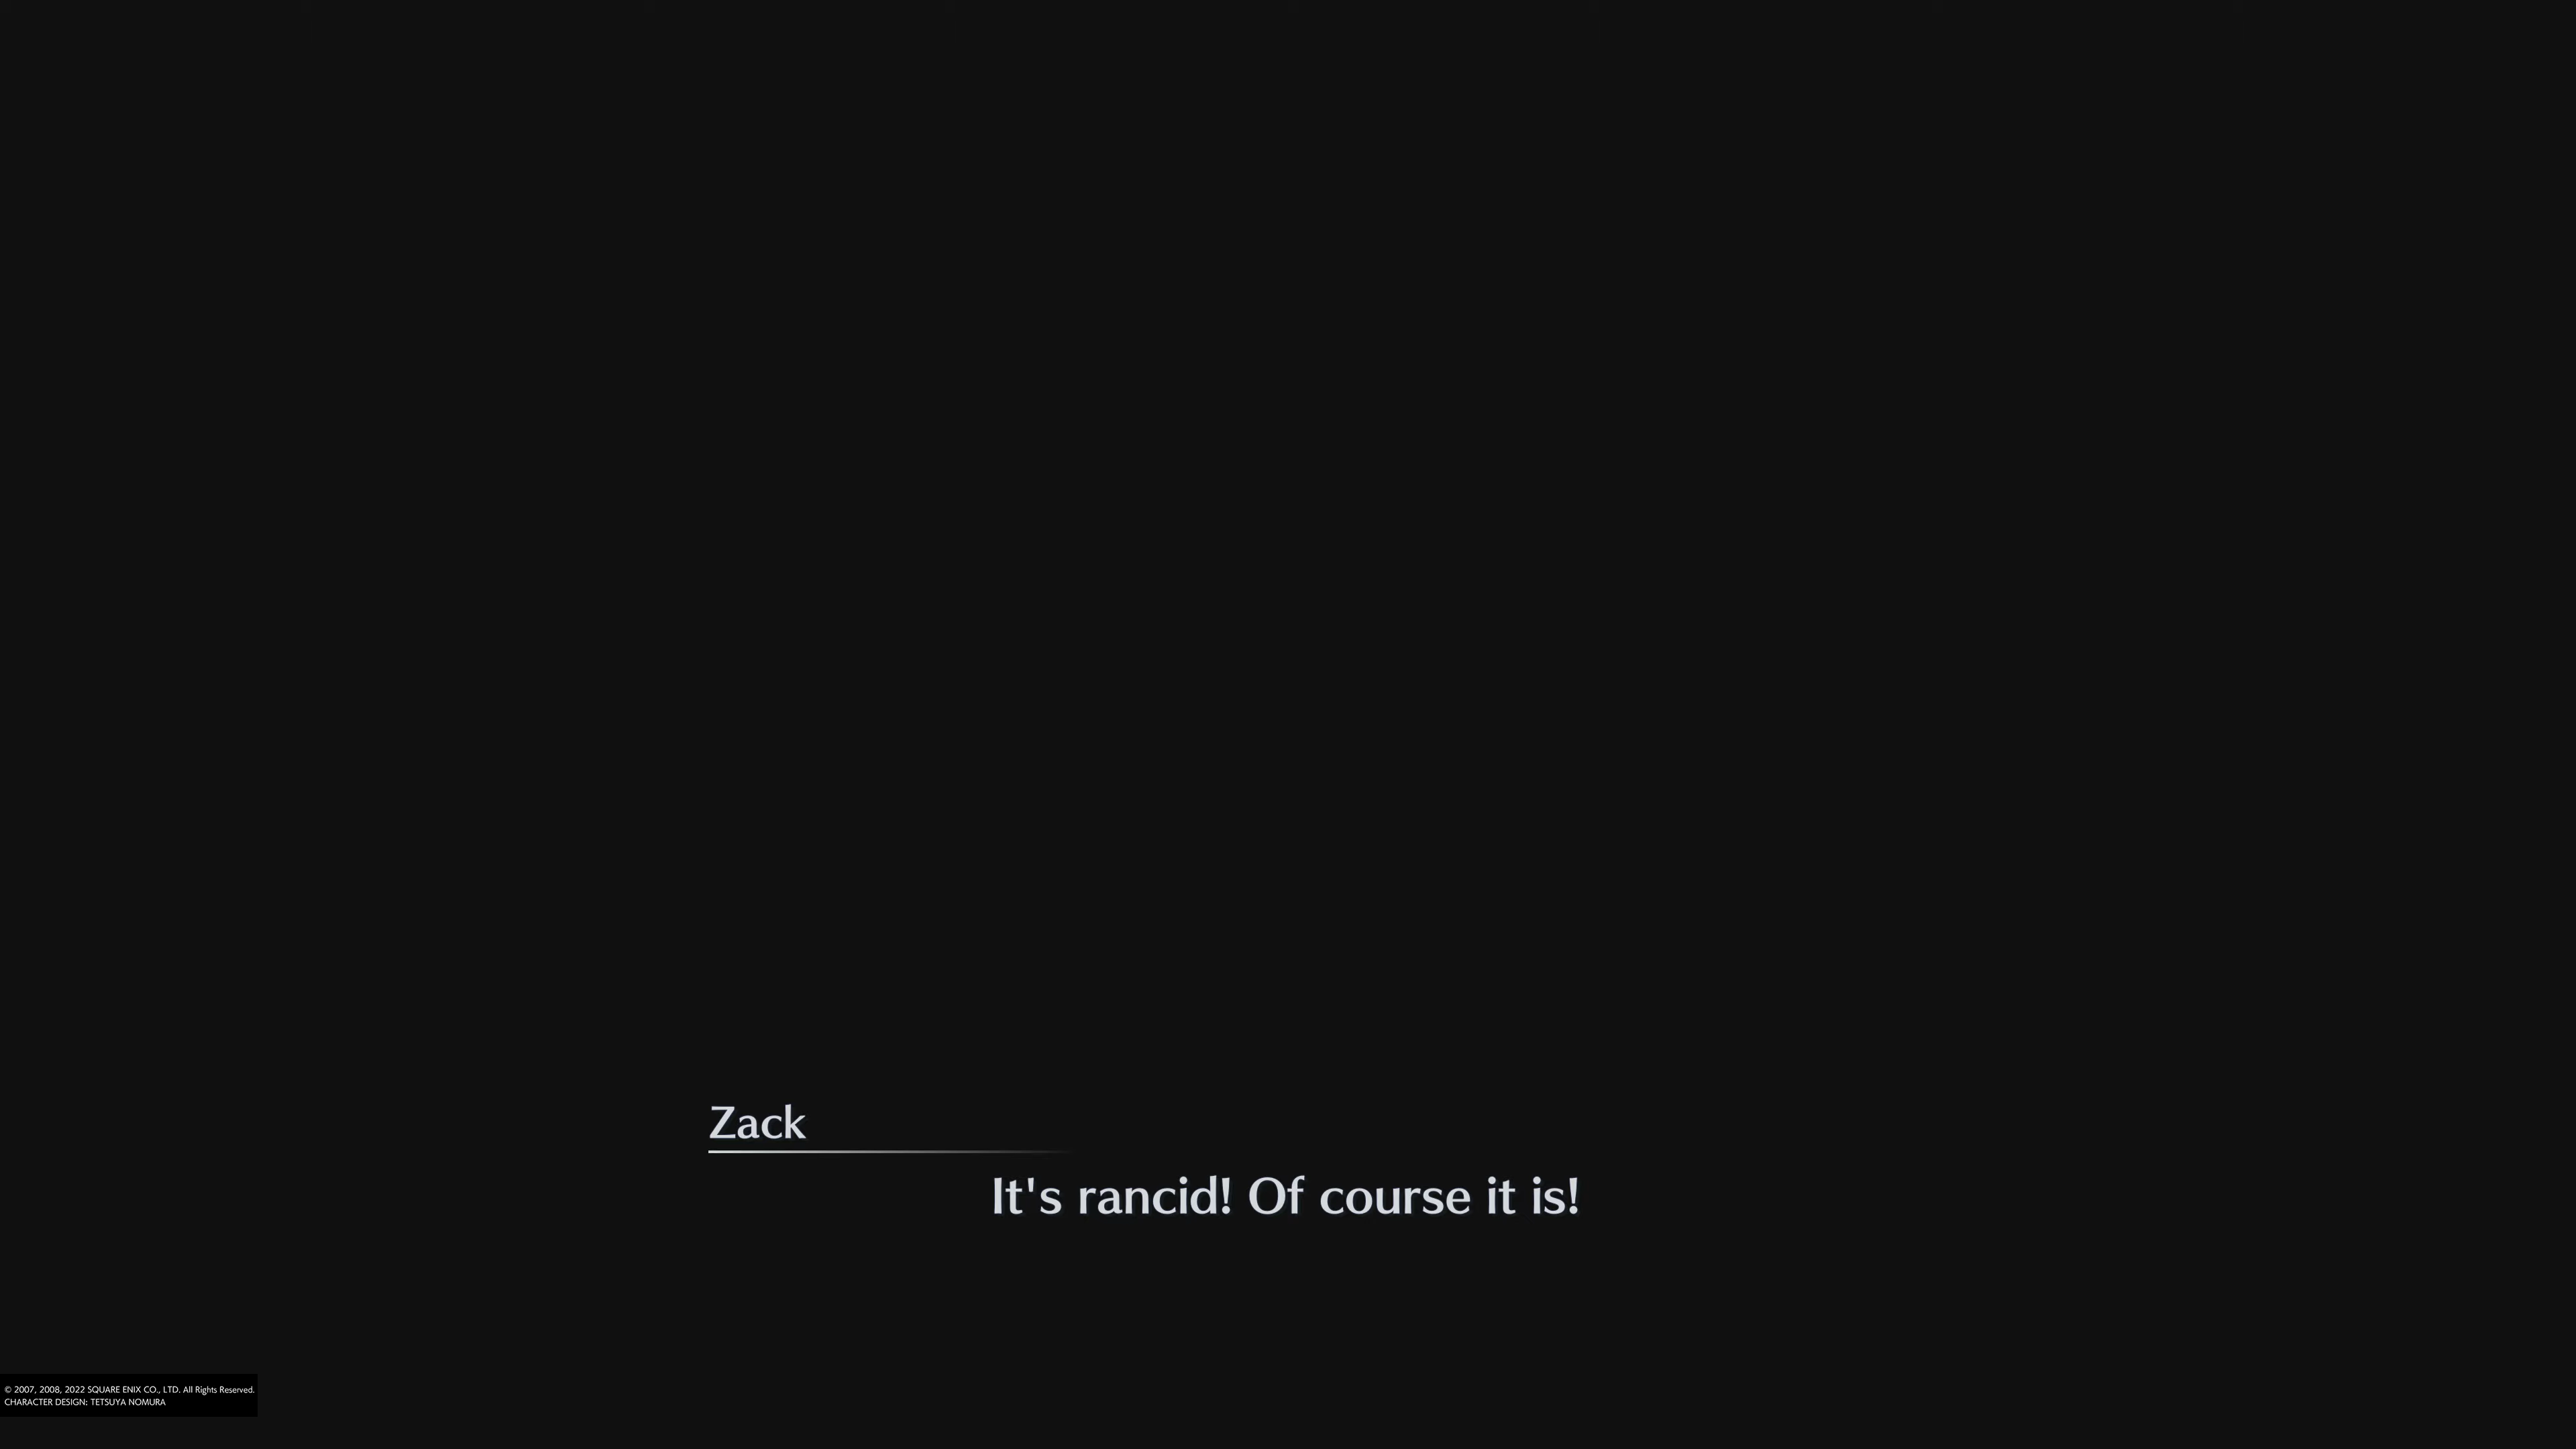 Zack
It's rancid! Of course it is!
© 2007, 2008, 2022 SQUARE ENIX CO., LTD. All Rights Reserved.
CHARACTER DESIGN: TETSUYA NOMURA